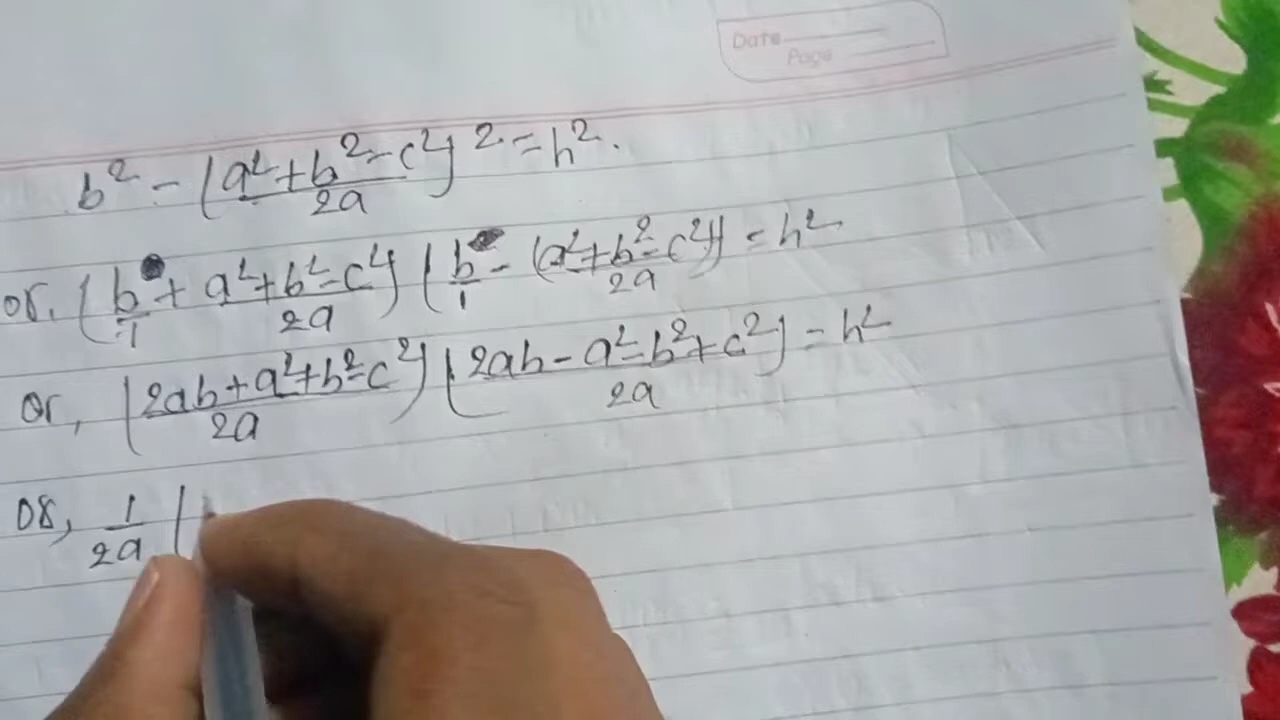 Date
Page
b² - (a²+b²-c²/2a)² = h².
or, (b/1 + a²+b²-c²/2a) (b/1 - (a²+b²-c²/2a)) = h²
or, (2ab+a²+b²-c²/2a) (2ab-a²-b²+c²/2a) = h²
or, 1/2a (